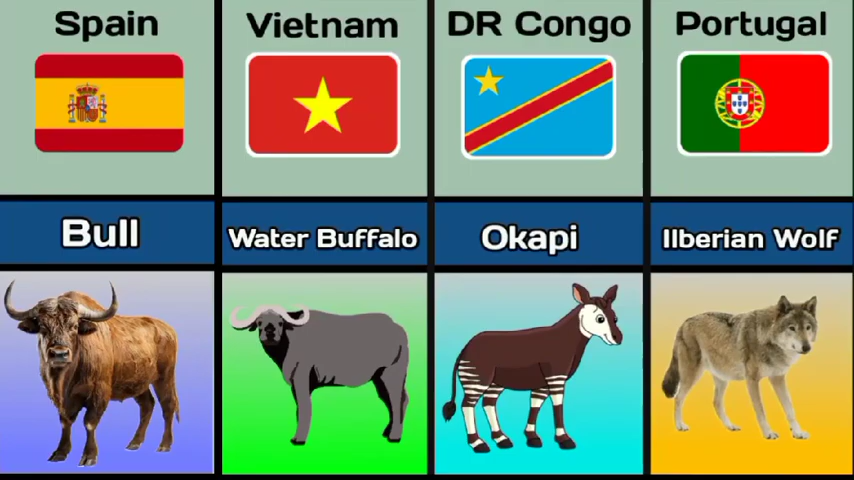 Spain
Vietnam
DR Congo
Portugal
Bull
Water Buffalo
Okapi
Ilberian Wolf